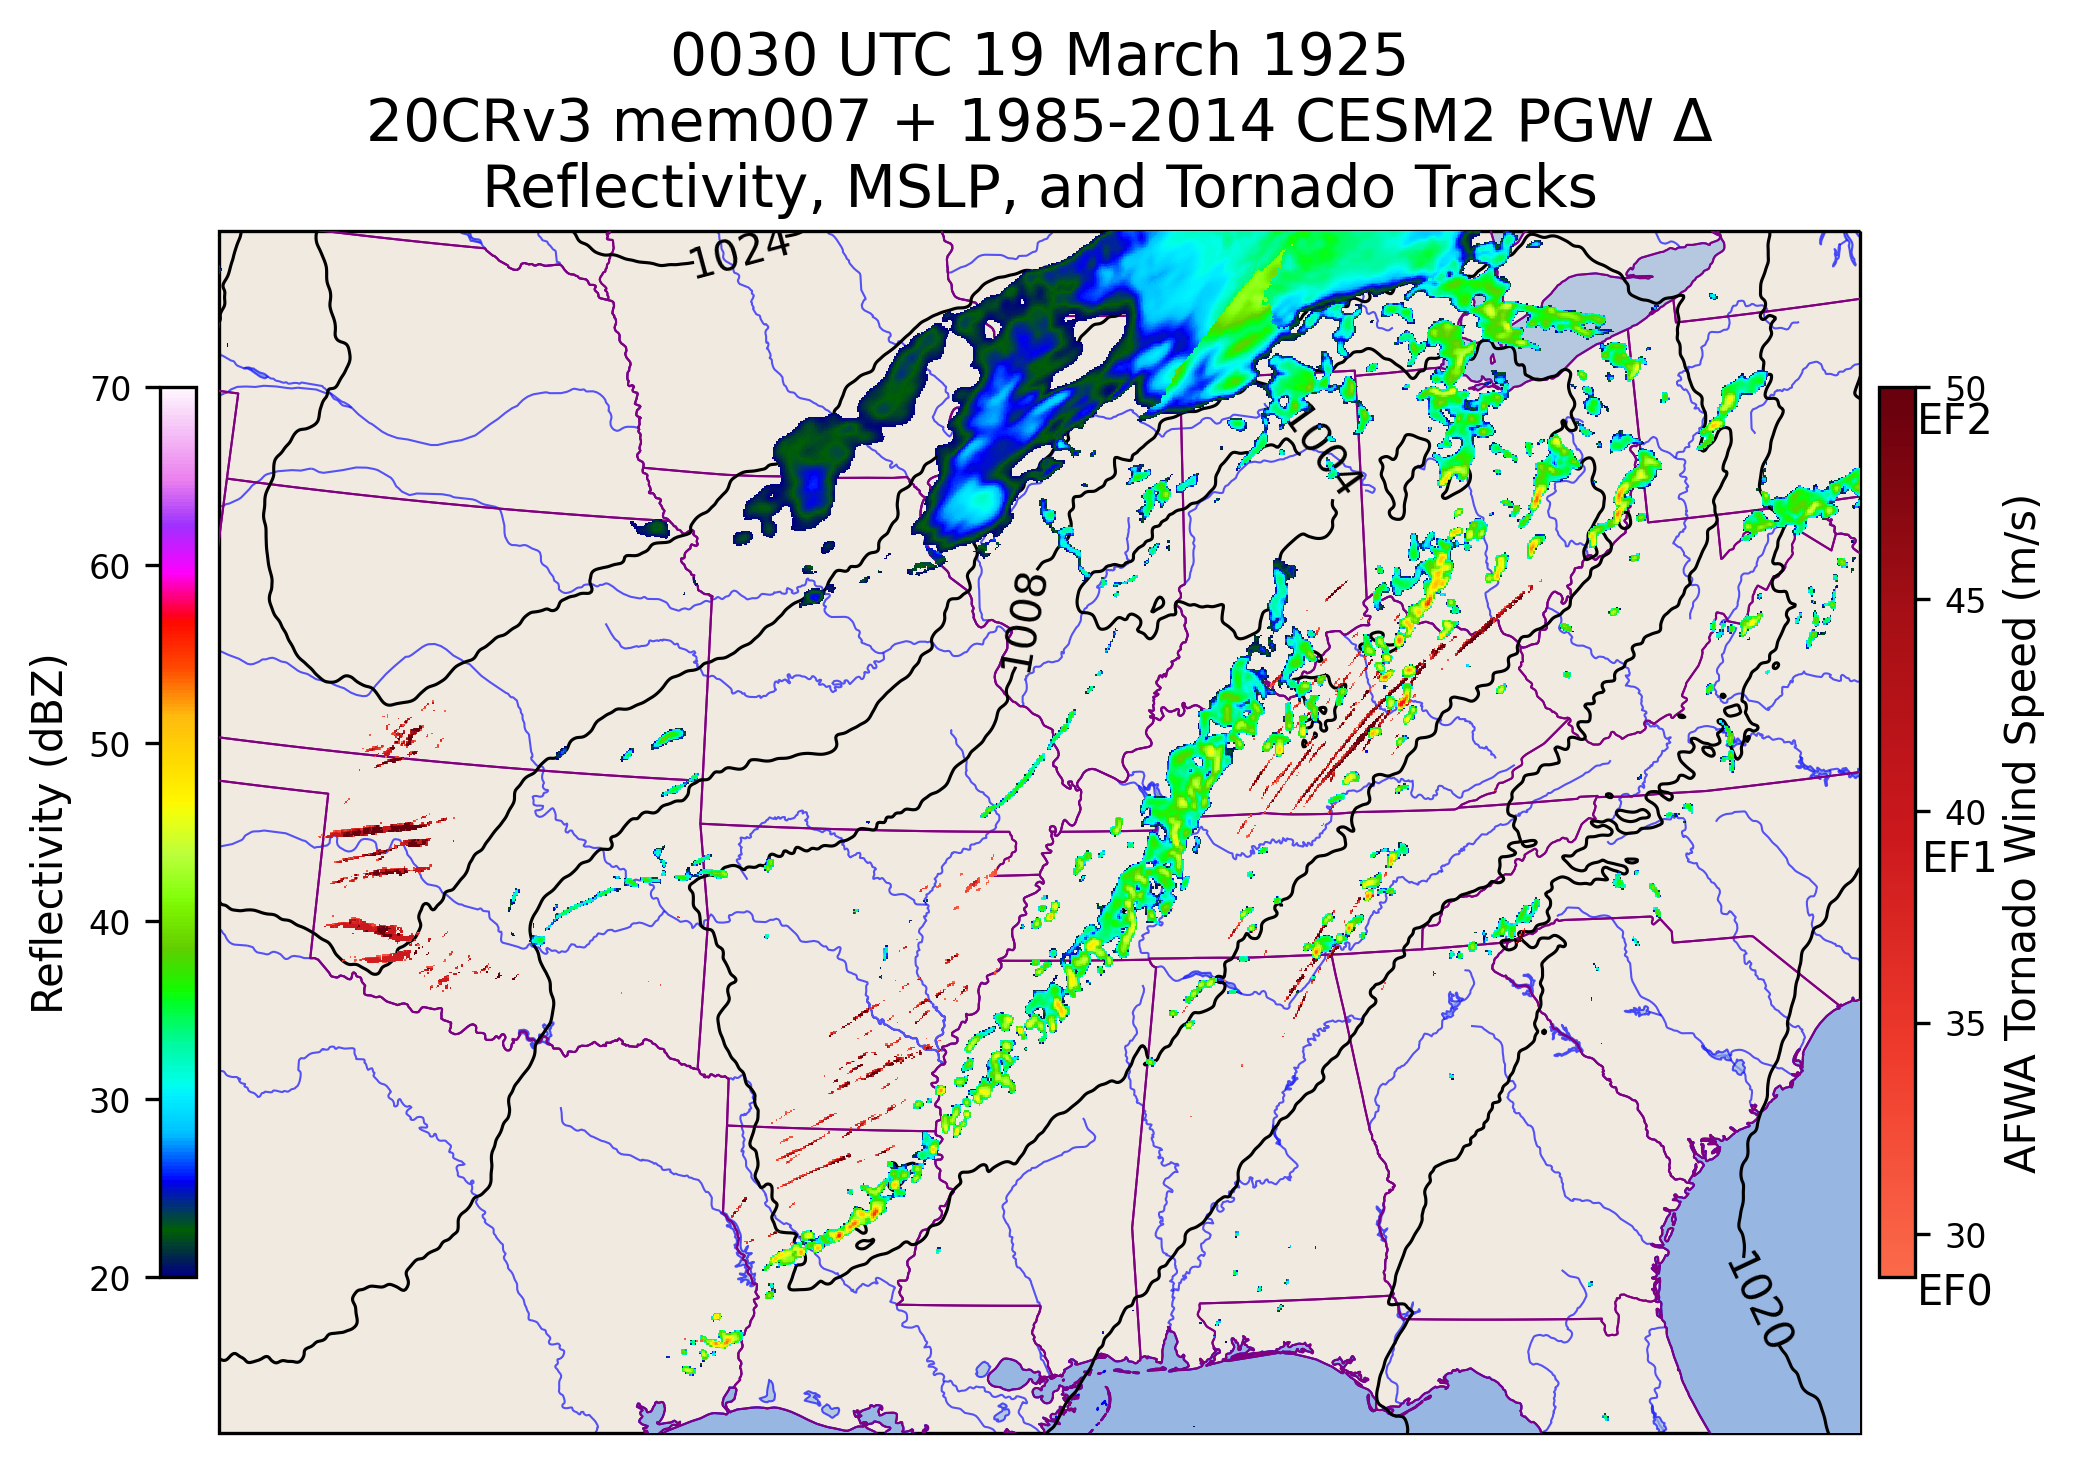 0030 UTC 19 March 1925
20CRv3 mem007 + 1985-2014 CESM2 PGW Δ
Reflectivity, MSLP, and Tornado Tracks
1024
1004
1008
1020
Reflectivity (dBZ)
70
60
50
40
30
20
50
EF2
45
40
EF1
35
30
EF0
AFWA Tornado Wind Speed (m/s)